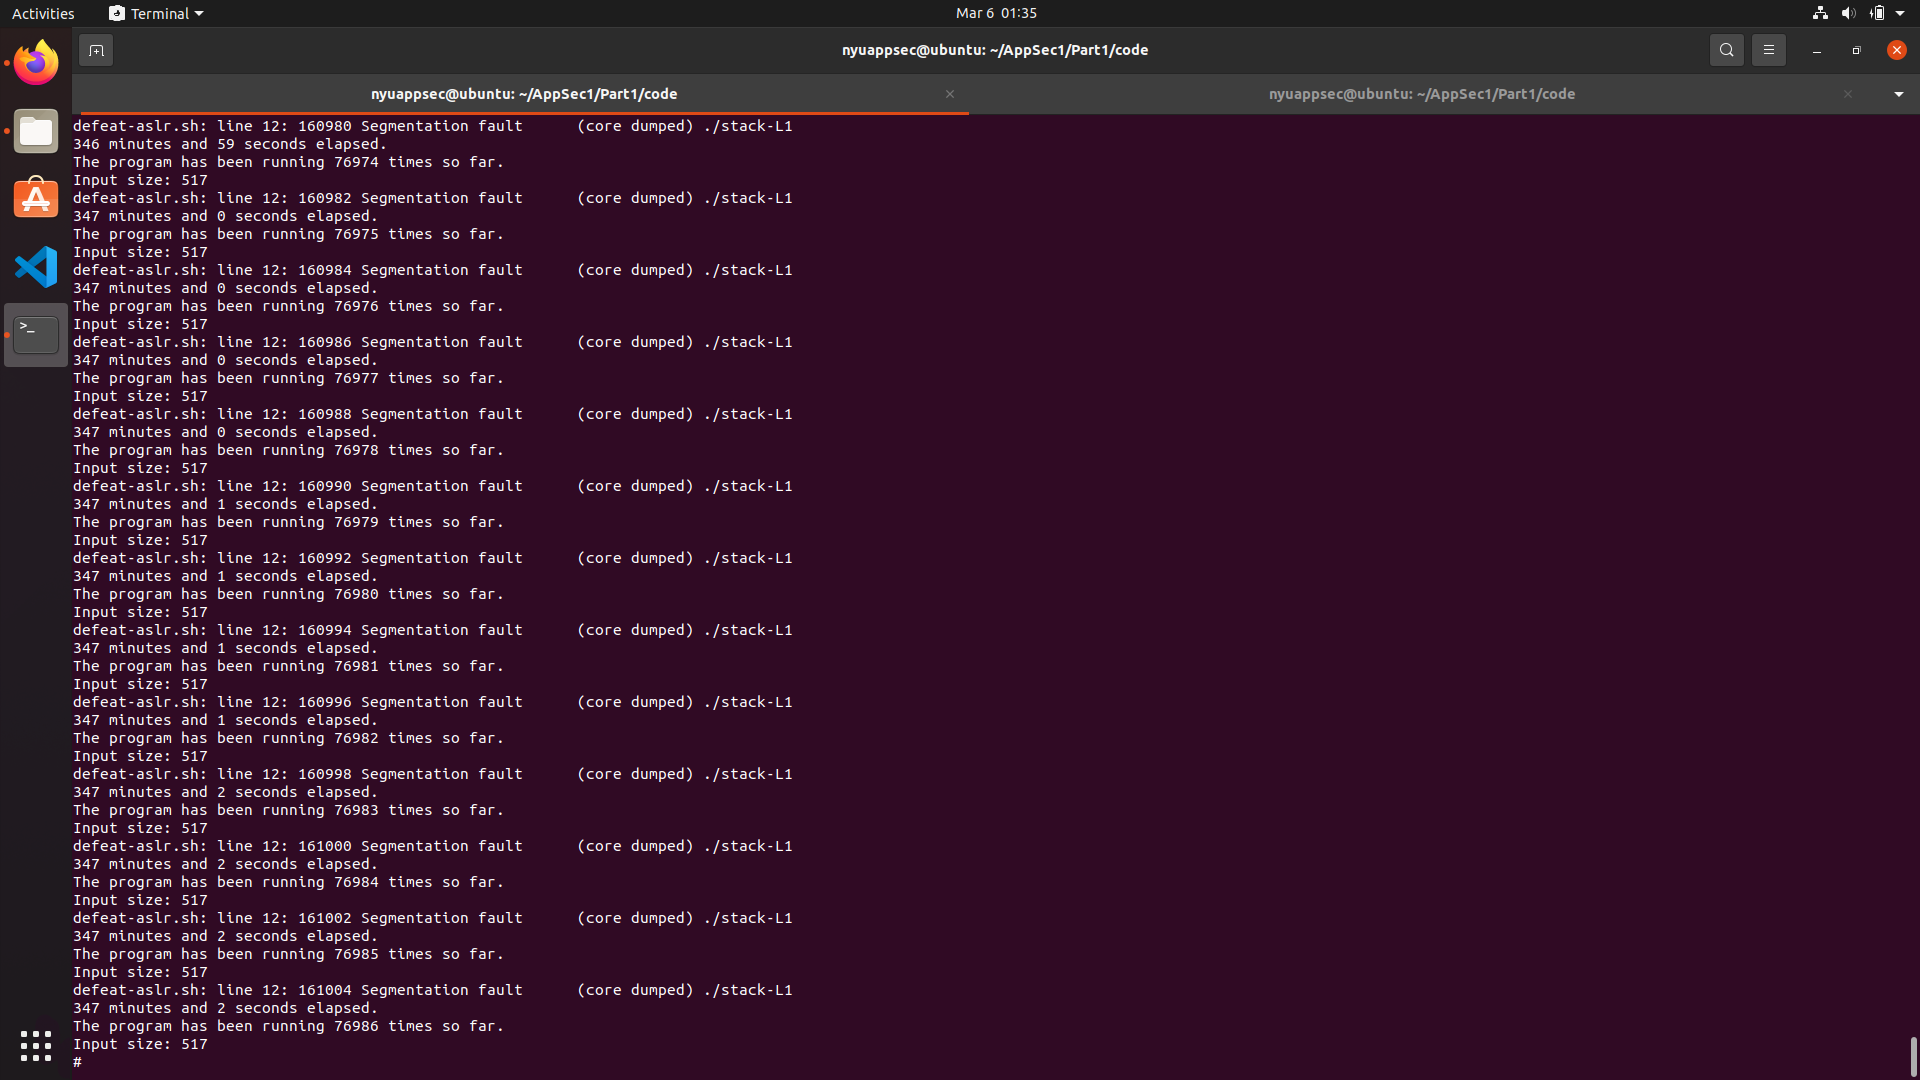 Activities
Terminal
Mar 6 01:35
nyuappsec@ubuntu: ~/AppSec1/Part1/code
nyuappsec@ubuntu: ~/AppSec1/Part1/code
nyuappsec@ubuntu: ~/AppSec1/Part1/code
defeat-aslr.sh: line 12: 160980 Segmentation fault      (core dumped) ./stack-L1
346 minutes and 59 seconds elapsed.
The program has been running 76974 times so far.
Input size: 517
defeat-aslr.sh: line 12: 160982 Segmentation fault      (core dumped) ./stack-L1
347 minutes and 0 seconds elapsed.
The program has been running 76975 times so far.
Input size: 517
defeat-aslr.sh: line 12: 160984 Segmentation fault      (core dumped) ./stack-L1
347 minutes and 0 seconds elapsed.
The program has been running 76976 times so far.
Input size: 517
defeat-aslr.sh: line 12: 160986 Segmentation fault      (core dumped) ./stack-L1
347 minutes and 0 seconds elapsed.
The program has been running 76977 times so far.
Input size: 517
defeat-aslr.sh: line 12: 160988 Segmentation fault      (core dumped) ./stack-L1
347 minutes and 0 seconds elapsed.
The program has been running 76978 times so far.
Input size: 517
defeat-aslr.sh: line 12: 160990 Segmentation fault      (core dumped) ./stack-L1
347 minutes and 1 seconds elapsed.
The program has been running 76979 times so far.
Input size: 517
defeat-aslr.sh: line 12: 160992 Segmentation fault      (core dumped) ./stack-L1
347 minutes and 1 seconds elapsed.
The program has been running 76980 times so far.
Input size: 517
defeat-aslr.sh: line 12: 160994 Segmentation fault      (core dumped) ./stack-L1
347 minutes and 1 seconds elapsed.
The program has been running 76981 times so far.
Input size: 517
defeat-aslr.sh: line 12: 160996 Segmentation fault      (core dumped) ./stack-L1
347 minutes and 1 seconds elapsed.
The program has been running 76982 times so far.
Input size: 517
defeat-aslr.sh: line 12: 160998 Segmentation fault      (core dumped) ./stack-L1
347 minutes and 2 seconds elapsed.
The program has been running 76983 times so far.
Input size: 517
defeat-aslr.sh: line 12: 161000 Segmentation fault      (core dumped) ./stack-L1
347 minutes and 2 seconds elapsed.
The program has been running 76984 times so far.
Input size: 517
defeat-aslr.sh: line 12: 161002 Segmentation fault      (core dumped) ./stack-L1
347 minutes and 2 seconds elapsed.
The program has been running 76985 times so far.
Input size: 517
defeat-aslr.sh: line 12: 161004 Segmentation fault      (core dumped) ./stack-L1
347 minutes and 2 seconds elapsed.
The program has been running 76986 times so far.
Input size: 517
#